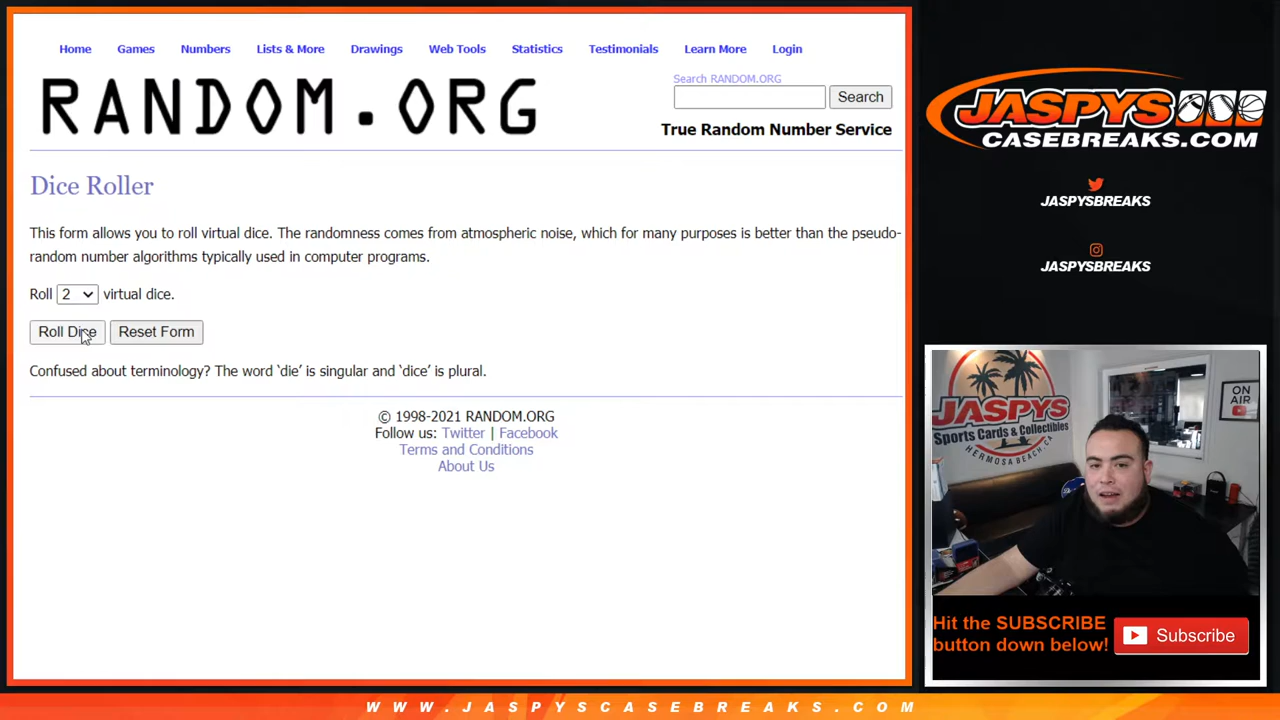 Home Games Numbers Lists & More Drawings Web Tools Statistics Testimonials Learn More Login
RANDOM.ORG
Search RANDOM.ORG
Search
True Random Number Service
Dice Roller
This form allows you to roll virtual dice. The randomness comes from atmospheric noise, which for many purposes is better than the pseudo-
random number algorithms typically used in computer programs.
Roll 2 virtual dice.
Roll Dice Reset Form
Confused about terminology? The word ‘die’ is singular and ‘dice’ is plural.
© 1998-2021 RANDOM.ORG
Follow us: Twitter | Facebook
Terms and Conditions
About Us
JASPYS
CASEBREAKS.COM
JASPYSBREAKS
JASPYSBREAKS
JASPYS
Sports Cards & Collectibles
HERMOSA BEACH, CA
ON
AIR
Hit the SUBSCRIBE
button down below!
Subscribe
WWW.JASPYSCASEBREAKS.COM